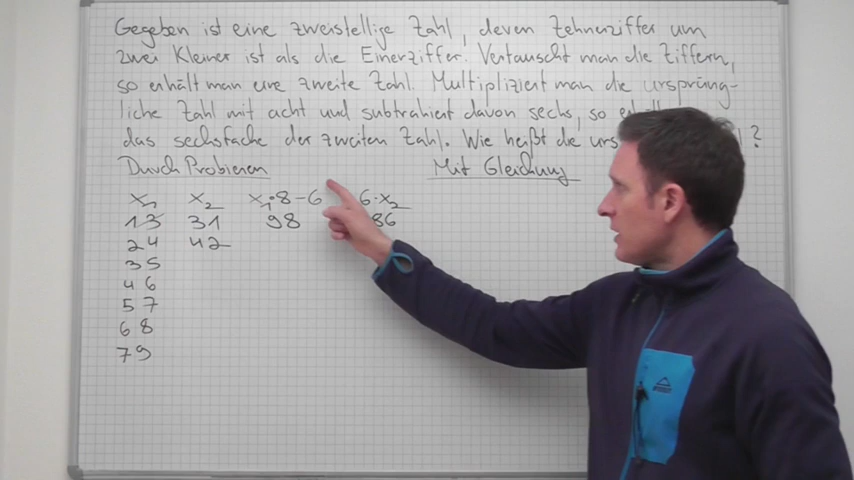 Gegeben ist eine zweistellige Zahl, deren Zehnerziffer um
zwei kleiner ist als die Einerziffer. Vertauscht man die Ziffern,
so erhält man eine zweite Zahl. Multipliziert man die ursprüng-
liche Zahl mit acht und subtrahiert davon sechs, so
das sechsfache der zweiten Zahl. Wie heißt die urs ?
Durch Probieren Mit Gleichung
x₁ x₂ x₁·8-6 6·x₂
13 31 98 86
24 42
35
46
57
68
79